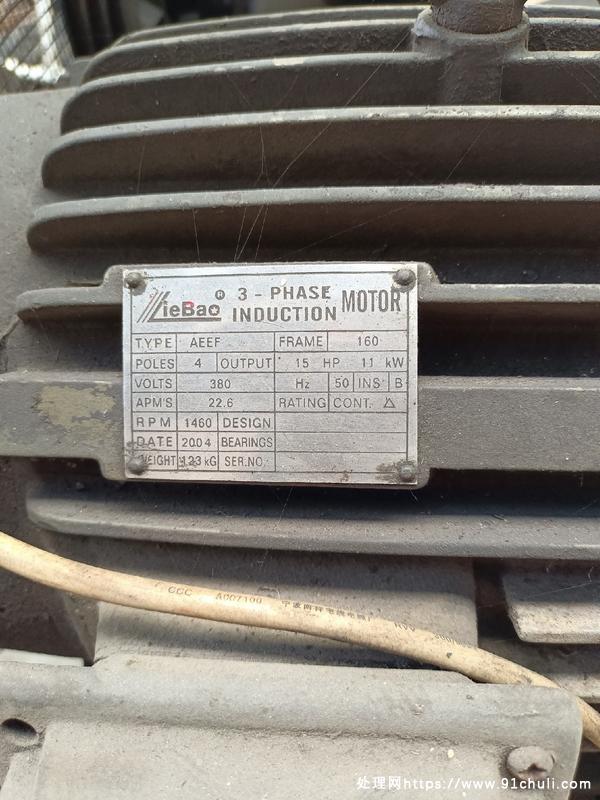 LieBao ® 3 - PHASE INDUCTION MOTOR
TYPE AEEF FRAME 160
POLES 4 OUTPUT 15 HP 11 kW
VOLTS 380 Hz 50 INS' B
APM'S 22.6 RATING CONT. △
RPM 1460 DESIGN
DATE 2004 BEARINGS
WEIGHT 123 kG SER.NO.
CCC A007100
处理网https://www.91chuli.com/